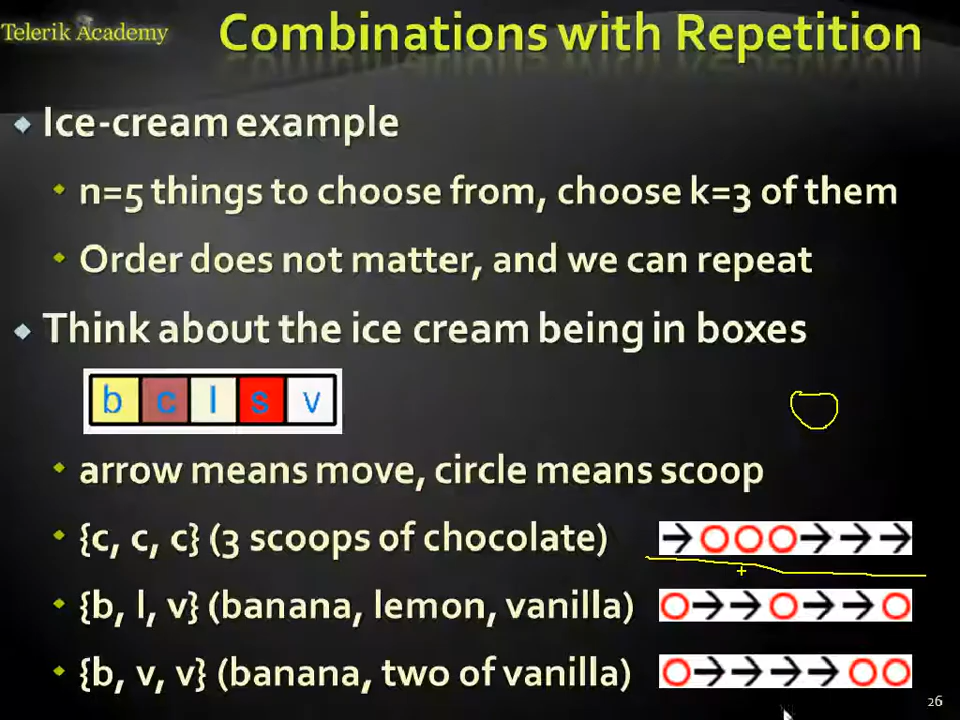 Telerik Academy
Combinations with Repetition
Ice-cream example
n=5 things to choose from, choose k=3 of them
Order does not matter, and we can repeat
Think about the ice cream being in boxes
b c l s v
arrow means move, circle means scoop
{c, c, c} (3 scoops of chocolate) →OOO→→→
{b, l, v} (banana, lemon, vanilla) O→→O→→O
{b, v, v} (banana, two of vanilla) O→→→→OO
26